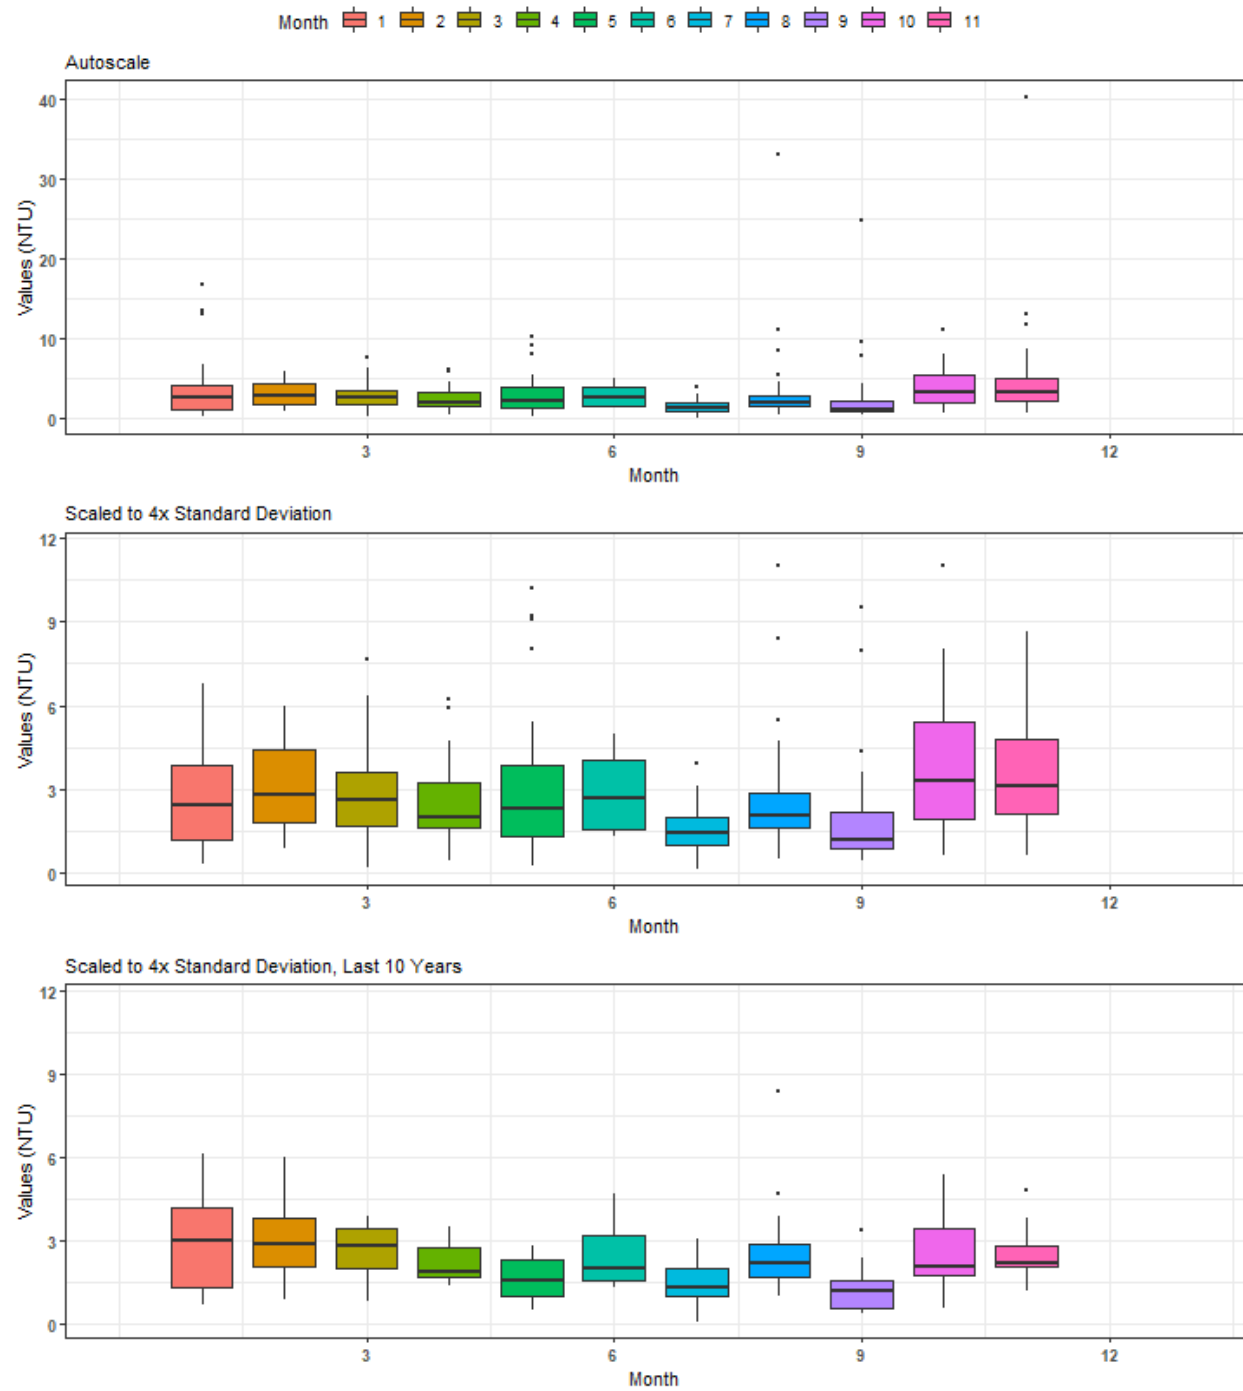 Month 1 2 3 4 5 6 7 8 9 10 11
Autoscale
Values (NTU)
40
30
20
10
0
3 6 9 12
Month
Scaled to 4x Standard Deviation
Values (NTU)
12
9
6
3
0
3 6 9 12
Month
Scaled to 4x Standard Deviation, Last 10 Years
Values (NTU)
12
9
6
3
0
3 6 9 12
Month